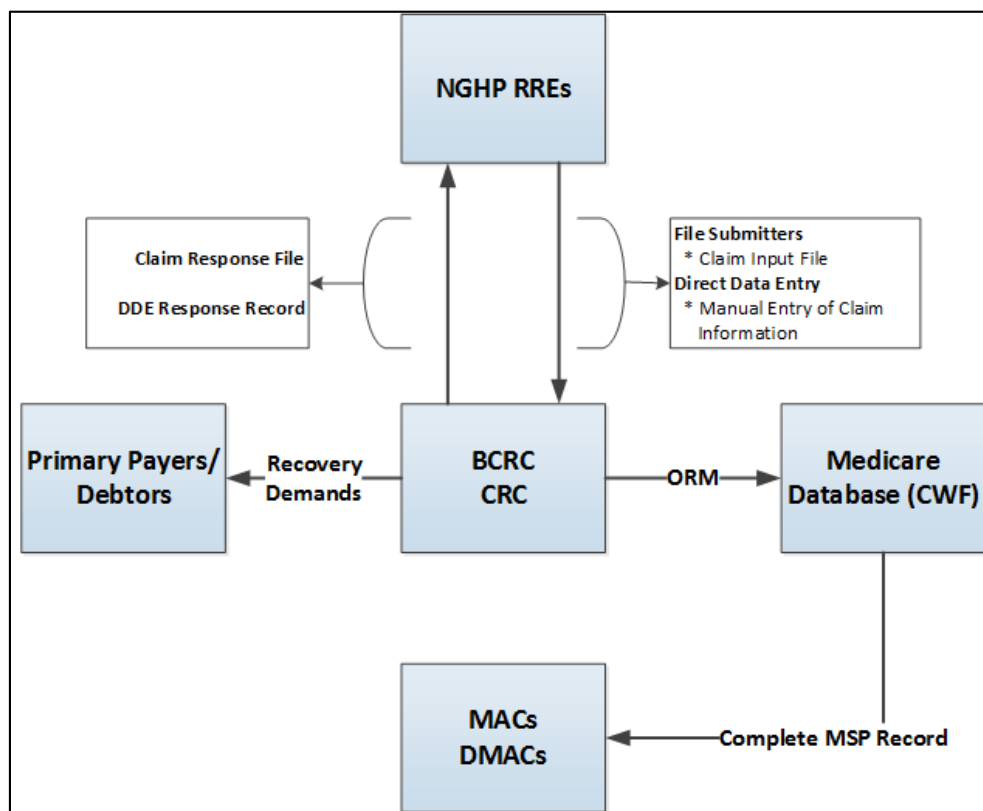 NGHP RREs
Claim Response File
DDE Response Record
File Submitters
* Claim Input File
Direct Data Entry
* Manual Entry of Claim
Information
Primary Payers/
Debtors
Recovery
Demands
BCRC
CRC
ORM
Medicare
Database (CWF)
MACs
DMACs
Complete MSP Record